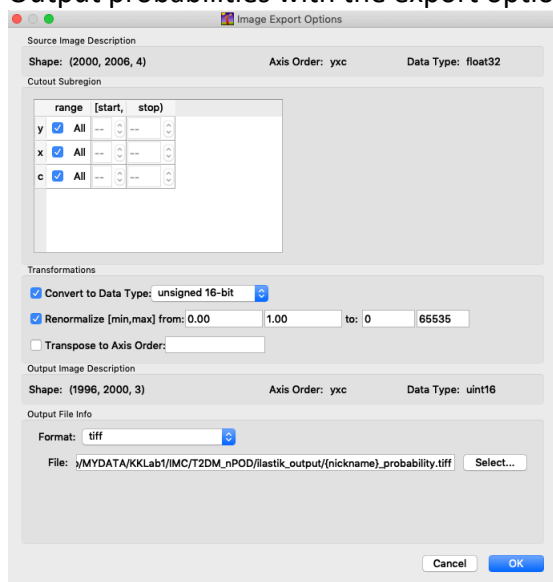 Output probabilities with the export optio
Image Export Options
Source Image Description
Shape: (2000, 2006, 4) Axis Order: yxc Data Type: float32
Cutout Subregion
range [start, stop)
y All -- --
x All -- --
c All -- --
Transformations
Convert to Data Type: unsigned 16-bit
Renormalize [min,max] from: 0.00 1.00 to: 0 65535
Transpose to Axis Order:
Output Image Description
Shape: (1996, 2000, 3) Axis Order: yxc Data Type: uint16
Output File Info
Format: tiff
File: /MYDATA/KKLab1/IMC/T2DM_nPOD/ilastik_output/{nickname}_probability.tiff Select...
Cancel OK